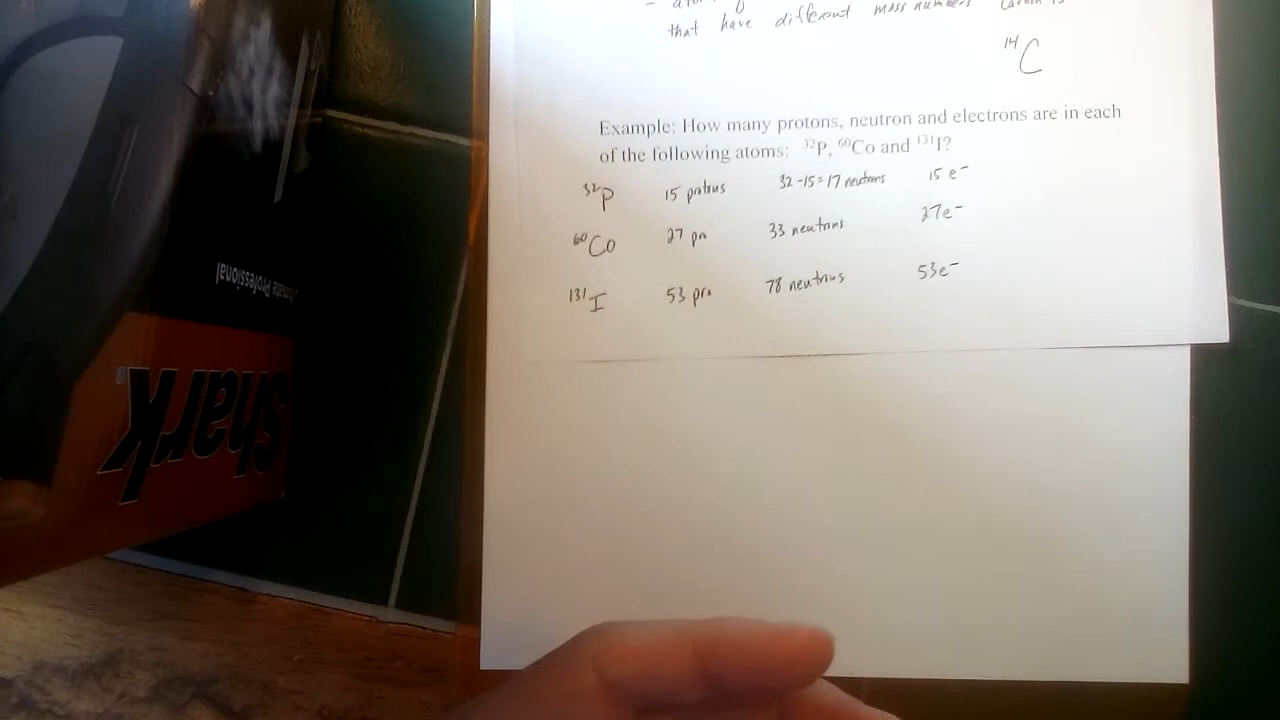 that have different mass numbers
¹⁴C
Example: How many protons, neutron and electrons are in each
of the following atoms: ³²P, ⁶⁰Co and ¹³¹I?
³²P 15 protons 32-15=17 neutrons 15 e⁻
⁶⁰Co 27 pro 33 neutrons 27e⁻
¹³¹I 53 pro 78 neutrons 53e⁻
Professional
Shark